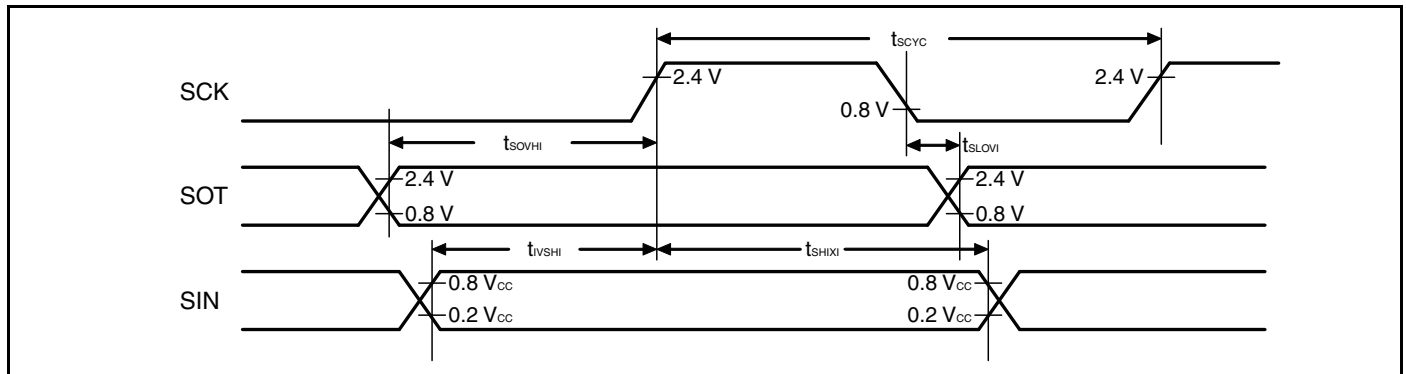 tSCYC
SCK
2.4 V
0.8 V
2.4 V
tSOVHI
tSLOVI
SOT
2.4 V
0.8 V
2.4 V
0.8 V
tIVSHI
tSHIXI
SIN
0.8 VCC
0.2 VCC
0.8 VCC
0.2 VCC